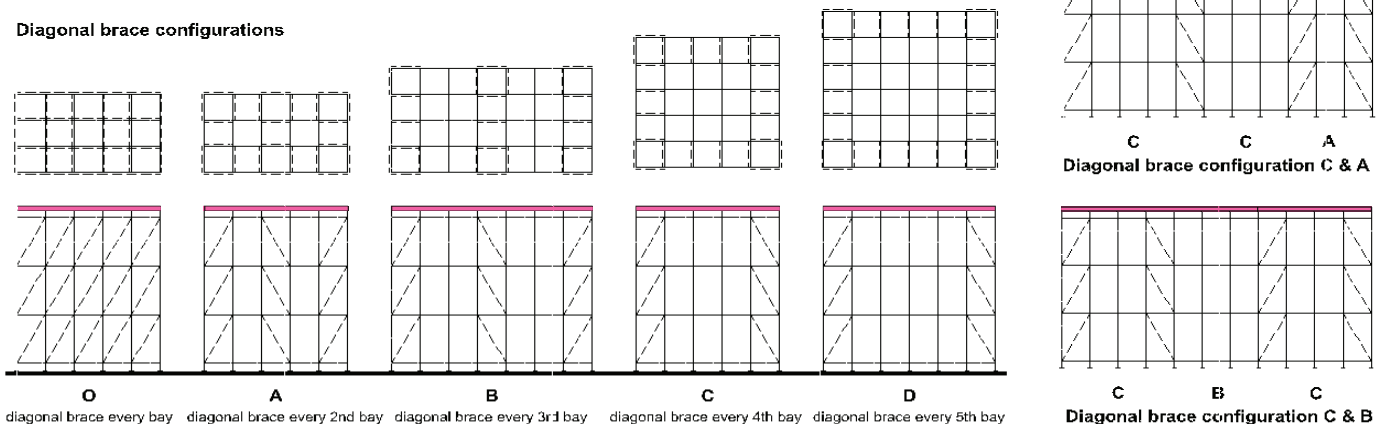 Diagonal brace configurations
O
diagonal brace every bay
A
diagonal brace every 2nd bay
B
diagonal brace every 3rd bay
C
diagonal brace every 4th bay
D
diagonal brace every 5th bay
C C A
Diagonal brace configuration C & A
C B C
Diagonal brace configuration C & B